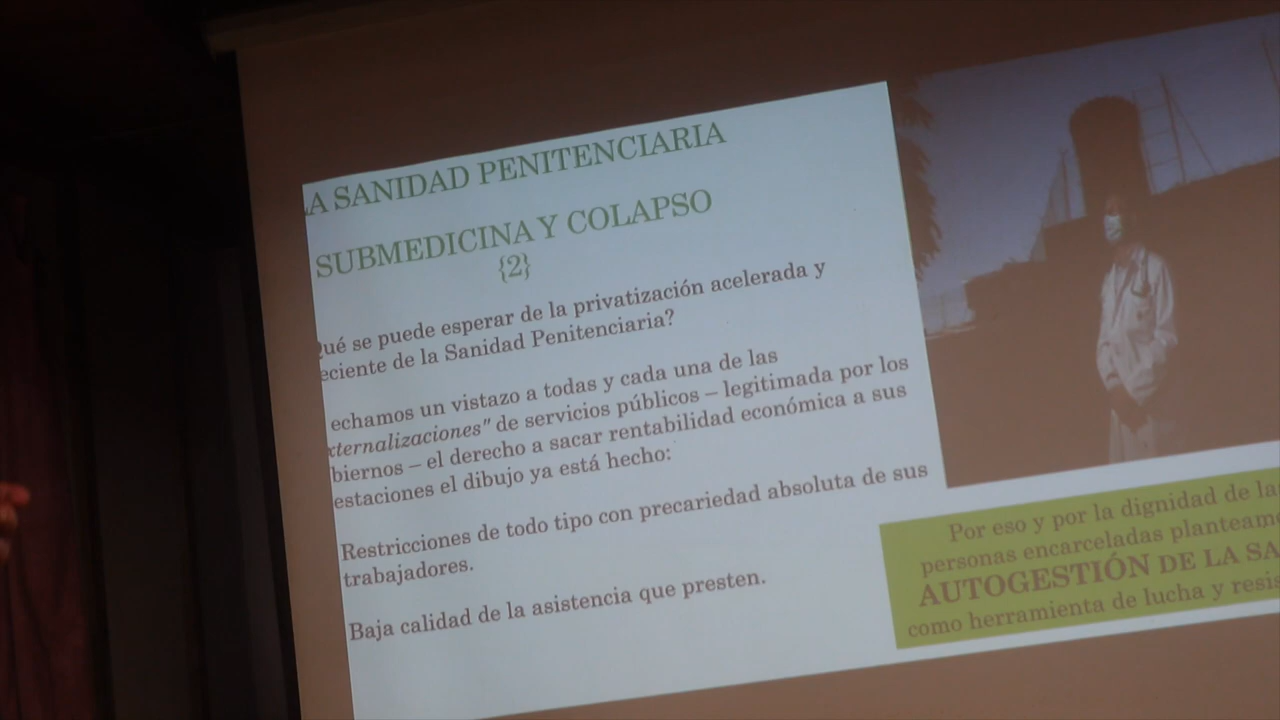 LA SANIDAD PENITENCIARIA
SUBMEDICINA Y COLAPSO
{2}
ué se puede esperar de la privatización acelerada y
eciente de la Sanidad Penitenciaria?
echamos un vistazo a todas y cada una de las
xternalizaciones" de servicios públicos – legitimada por los
biernos – el derecho a sacar rentabilidad económica a sus
estaciones el dibujo ya está hecho:
Restricciones de todo tipo con precariedad absoluta de sus
trabajadores.
Baja calidad de la asistencia que presten.
Por eso y por la dignidad de la
personas encarceladas planteam
AUTOGESTIÓN DE LA SA
como herramienta de lucha y resis